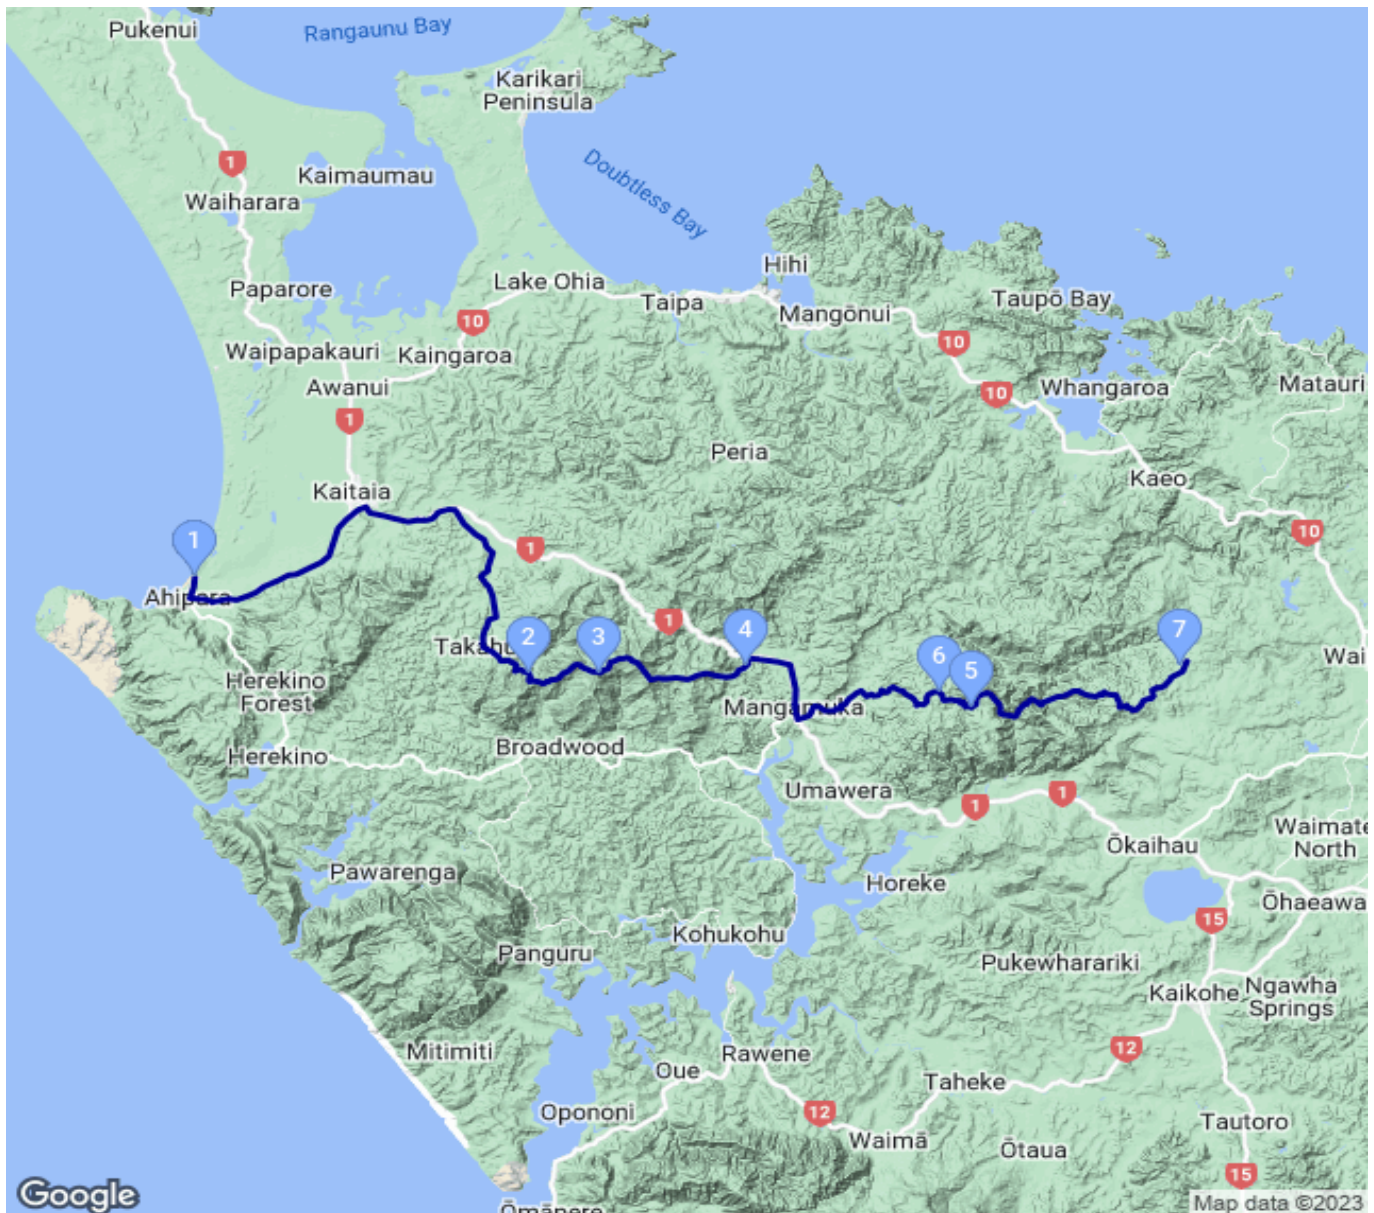 Pukenui
Rangaunu Bay
Karikari
Peninsula
1
Kaimaumau
Doubtless Bay
Waiharara
Hihi
Paparore
Lake Ohia
Taipa
Taupō Bay
Mangōnui
10
10
Waipapakauri
Kaingaroa
Awanui
10
Whangaroa
Matauri
1
Peria
Kaitaia
Kaeo
10
1
1
Ahipara
1
Takahu
2
3
4
6
5
7
Wai
Herekino
Forest
Mangamuka
Broadwood
Herekino
Umawera
1
1
Waimate
North
Ōkaihau
Pawarenga
Horeke
Ōhaeawa
15
Kohukohu
Panguru
Pukewharariki
Kaikohe
Ngawha
Springs
Mitimiti
Rawene
12
Oue
Taheke
Opononi
12
Waimā
Tautoro
Ōtaua
15
Google
Map data ©2023
Ōmāpere